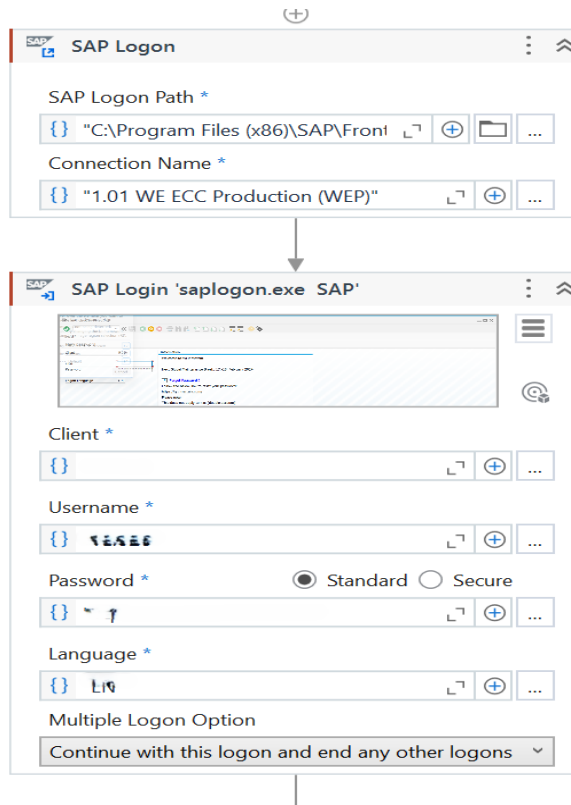 SAP Logon
SAP Logon Path *
{} "C:\Program Files (x86)\SAP\Front ...
Connection Name *
{} "1.01 WE ECC Production (WEP)" ...
SAP Login 'saplogon.exe SAP'
Client *
{} ...
Username *
{} ...
Password * Standard Secure
{} ...
Language *
{} ...
Multiple Logon Option
Continue with this logon and end any other logons